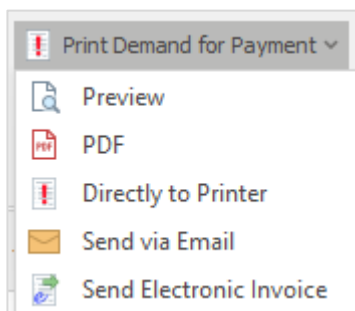 Print Demand for Payment
Preview
PDF
Directly to Printer
Send via Email
Send Electronic Invoice